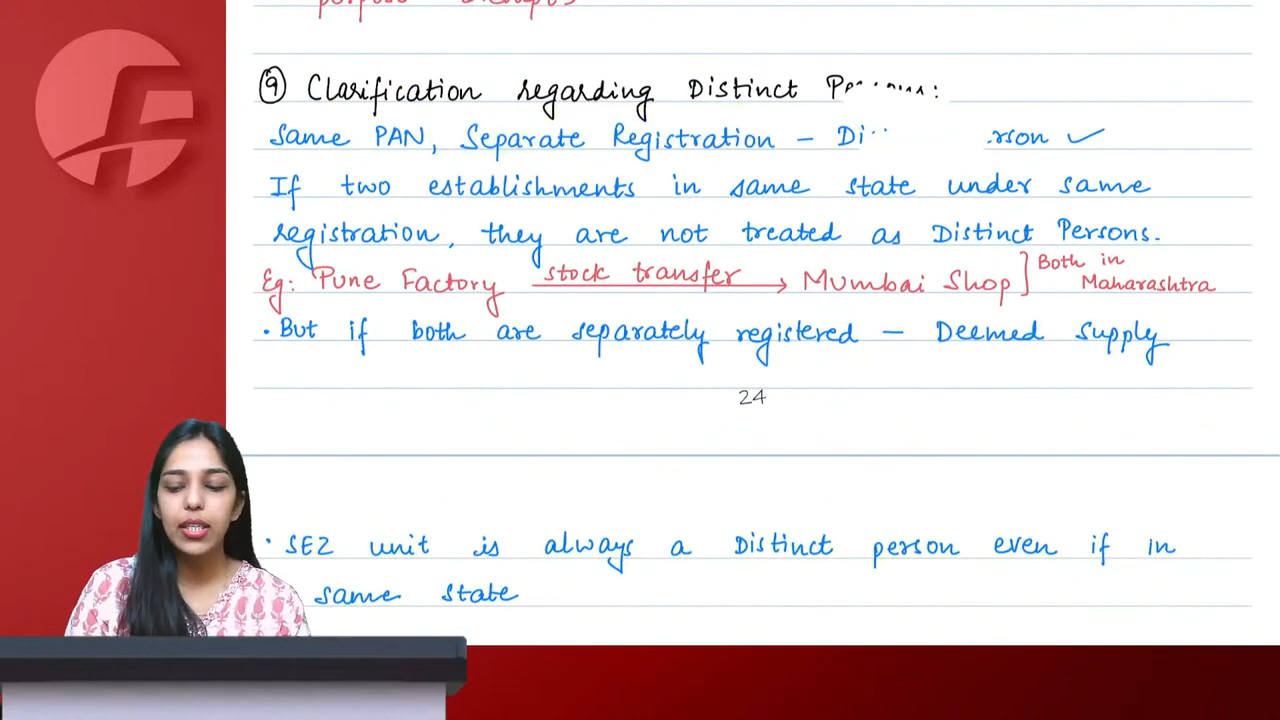 ⑨ Clarification regarding Distinct
Same PAN, Separate Registration -
If two establishments in same state under same
registration, they are not treated as Distinct Persons.
Eg: Pune Factory stock transfer → Mumbai Shop ] Both in Maharashtra
• But if both are separately registered - Deemed Supply
24
• SEZ unit is always a Distinct person even if in
same state